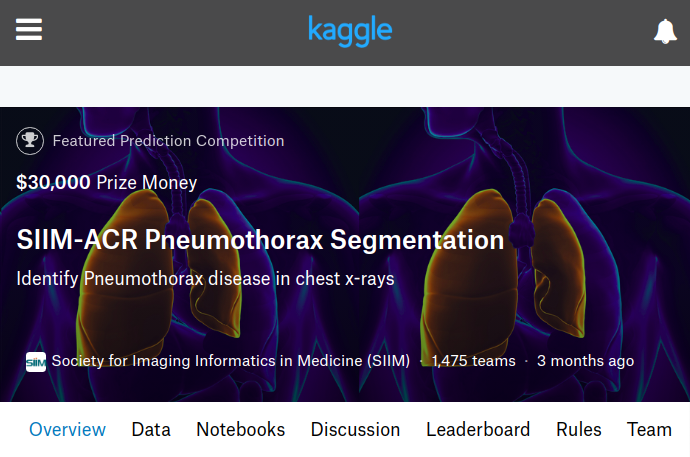 kaggle
Featured Prediction Competition
$30,000 Prize Money
SIIM-ACR Pneumothorax Segmentation
Identify Pneumothorax disease in chest x-rays
SIIM Society for Imaging Informatics in Medicine (SIIM) · 1,475 teams · 3 months ago
Overview Data Notebooks Discussion Leaderboard Rules Team